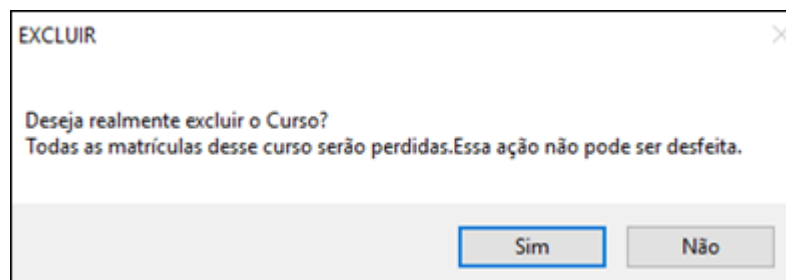 EXCLUIR
Deseja realmente excluir o Curso?
Todas as matrículas desse curso serão perdidas.Essa ação não pode ser desfeita.
Sim
Não